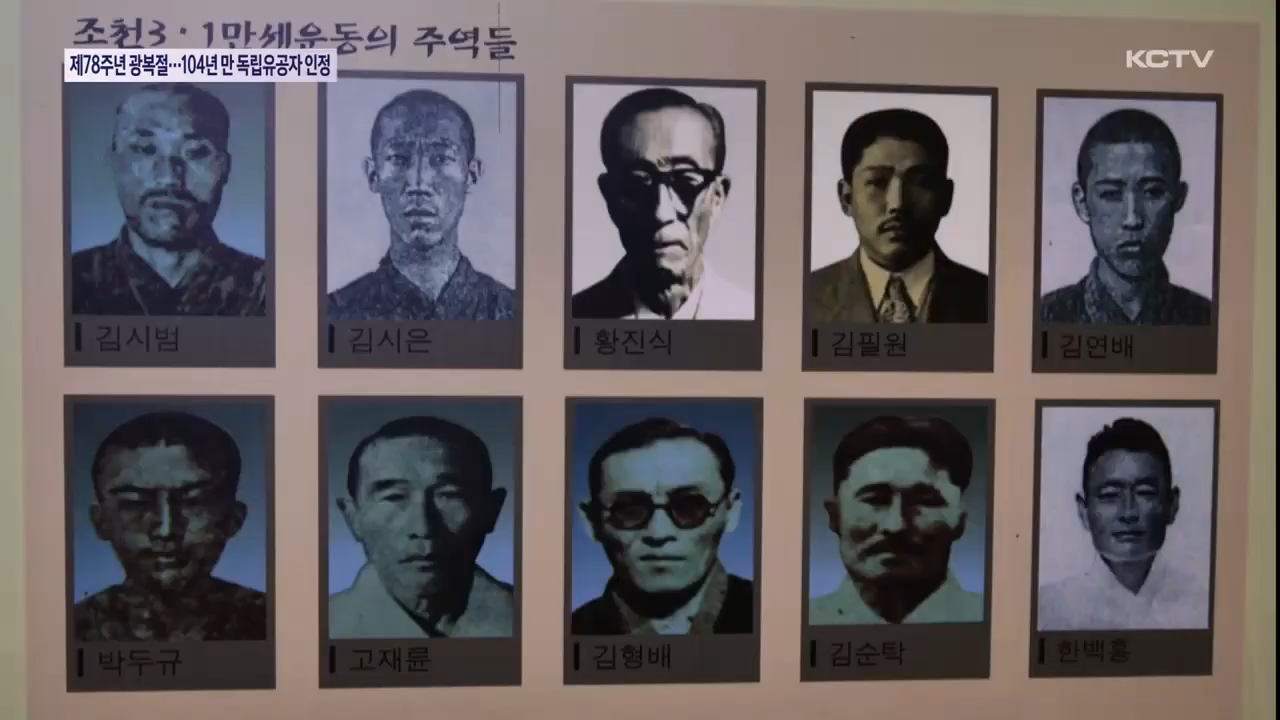 조천3·1만세운동의 주역들
제78주년 광복절…104년 만 독립유공자 인정
KCTV
김시범
김시은
황진식
김필원
김연배
박두규
고재륜
김형배
김순탁
한백흥